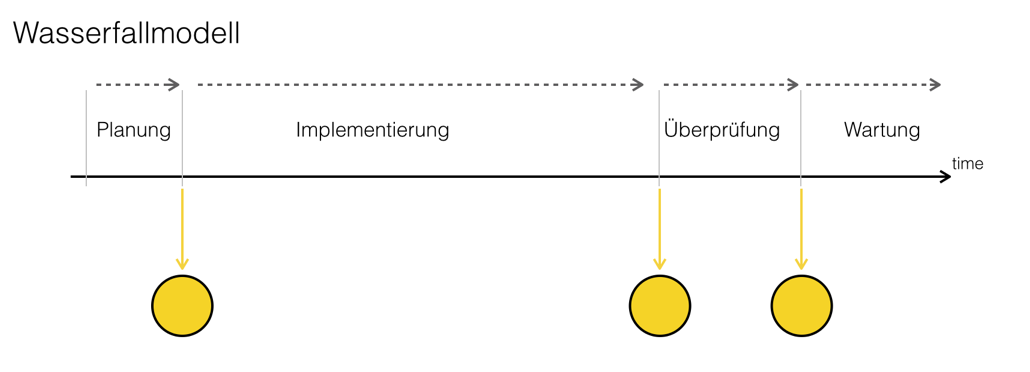 Wasserfallmodell
Planung
Implementierung
Überprüfung
Wartung
time